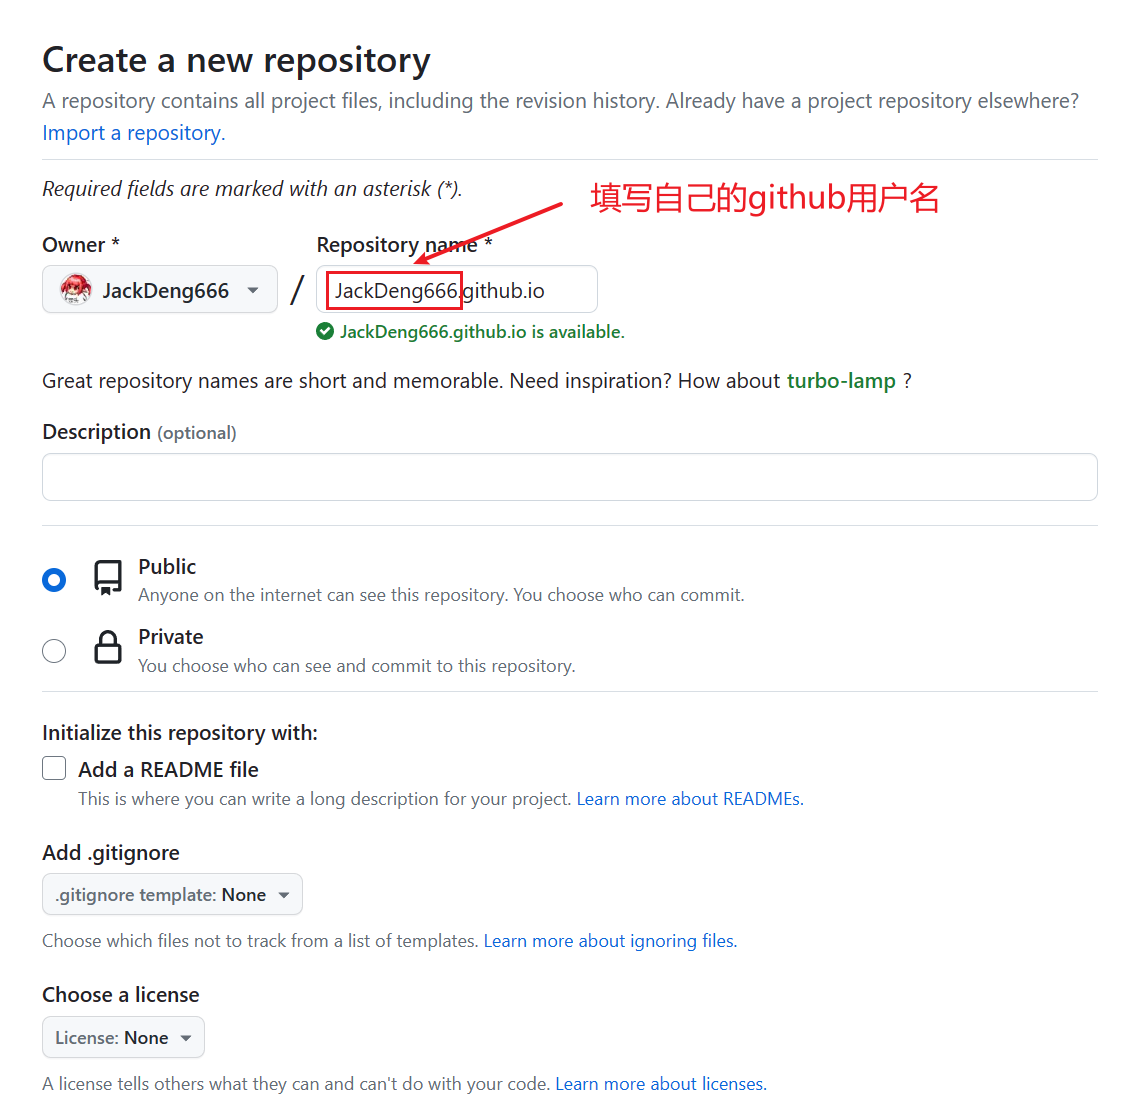 Create a new repository
A repository contains all project files, including the revision history. Already have a project repository elsewhere?
Import a repository.
Required fields are marked with an asterisk (*).
填写自己的github用户名
Owner *
Repository name *
JackDeng666
/
JackDeng666.github.io
JackDeng666.github.io is available.
Great repository names are short and memorable. Need inspiration? How about turbo-lamp ?
Description (optional)
Public
Anyone on the internet can see this repository. You choose who can commit.
Private
You choose who can see and commit to this repository.
Initialize this repository with:
Add a README file
This is where you can write a long description for your project. Learn more about READMEs.
Add .gitignore
.gitignore template: None
Choose which files not to track from a list of templates. Learn more about ignoring files.
Choose a license
License: None
A license tells others what they can and can't do with your code. Learn more about licenses.